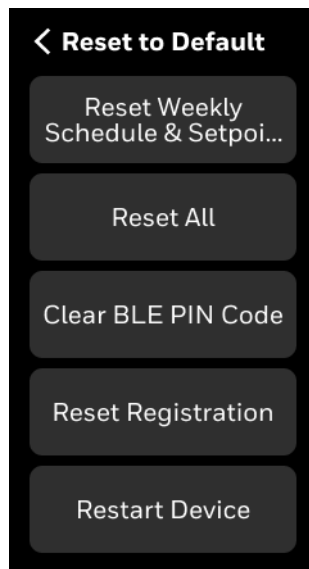 Reset to Default
Reset Weekly
Schedule & Setpoi...
Reset All
Clear BLE PIN Code
Reset Registration
Restart Device